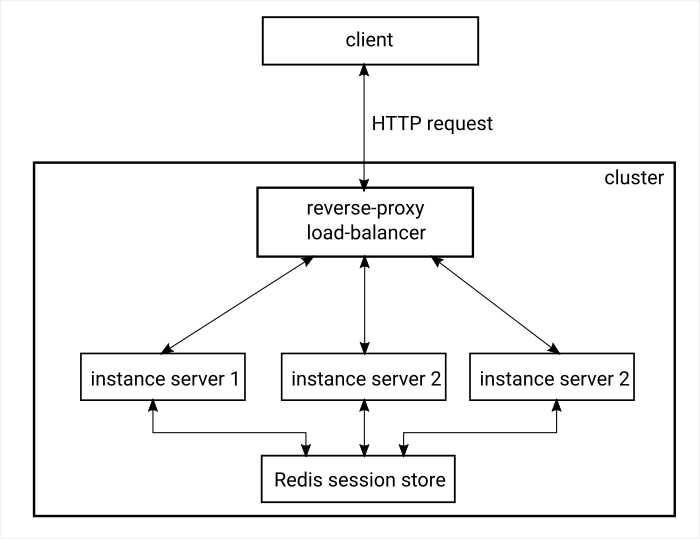 client
HTTP request
cluster
reverse-proxy
load-balancer
instance server 1
instance server 2
instance server 2
Redis session store